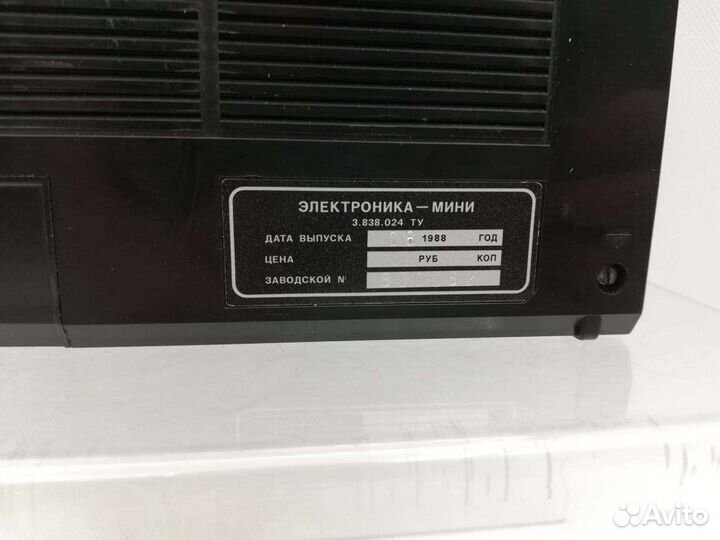 ЭЛЕКТРОНИКА — МИНИ
3.838.024 ТУ
ДАТА ВЫПУСКА 1988 ГОД
ЦЕНА РУБ КОП
ЗАВОДСКОЙ №
Avito